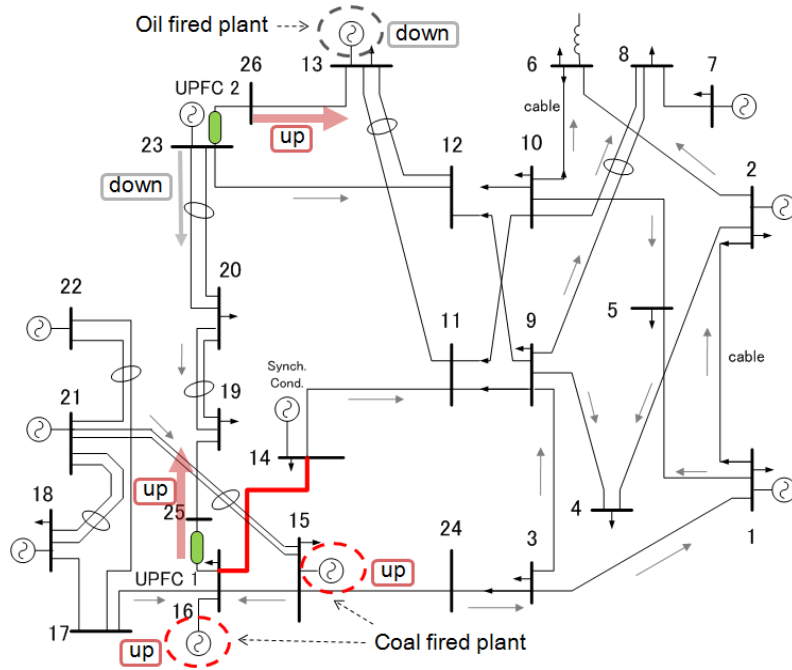 Oil fired plant
down
26
13
6
8
7
UPFC 2
up
cable
23
12
10
2
down
20
22
11
9
5
Synch.
Cond.
cable
19
21
14
up
18
25
15
24
3
4
1
UPFC 1
up
16
17
up
Coal fired plant